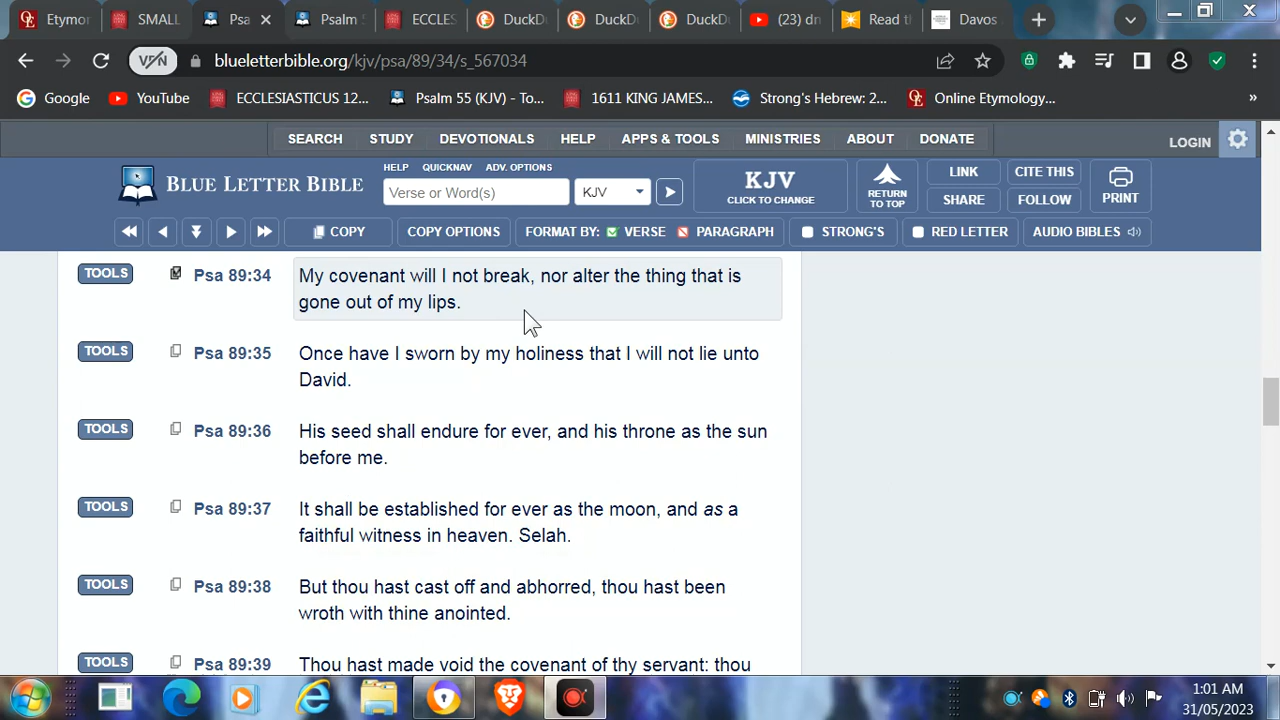 Etymor
SMALL
Psa
Psalm 5
ECCLES
DuckD
DuckD
DuckD
(23) d
Read t
Davos
VPN
blueletterbible.org/kjv/psa/89/34/s_567034
Google
YouTube
ECCLESIASTICUS 12...
Psalm 55 (KJV) - To...
1611 KING JAMES...
Strong's Hebrew: 2...
Online Etymology...
»
SEARCH STUDY DEVOTIONALS HELP APPS & TOOLS MINISTRIES ABOUT DONATE
LOGIN
BLUE LETTER BIBLE
HELP QUICKNAV ADV. OPTIONS
Verse or Word(s)
KJV
KJV
CLICK TO CHANGE
RETURN
TO TOP
LINK
CITE THIS
SHARE
FOLLOW
PRINT
COPY
COPY OPTIONS
FORMAT BY: VERSE PARAGRAPH
STRONG'S
RED LETTER
AUDIO BIBLES
TOOLS Psa 89:34 My covenant will I not break, nor alter the thing that is
gone out of my lips.
TOOLS Psa 89:35 Once have I sworn by my holiness that I will not lie unto
David.
TOOLS Psa 89:36 His seed shall endure for ever, and his throne as the sun
before me.
TOOLS Psa 89:37 It shall be established for ever as the moon, and as a
faithful witness in heaven. Selah.
TOOLS Psa 89:38 But thou hast cast off and abhorred, thou hast been
wroth with thine anointed.
TOOLS Psa 89:39 Thou hast made void the covenant of thy servant: thou
1:01 AM
31/05/2023